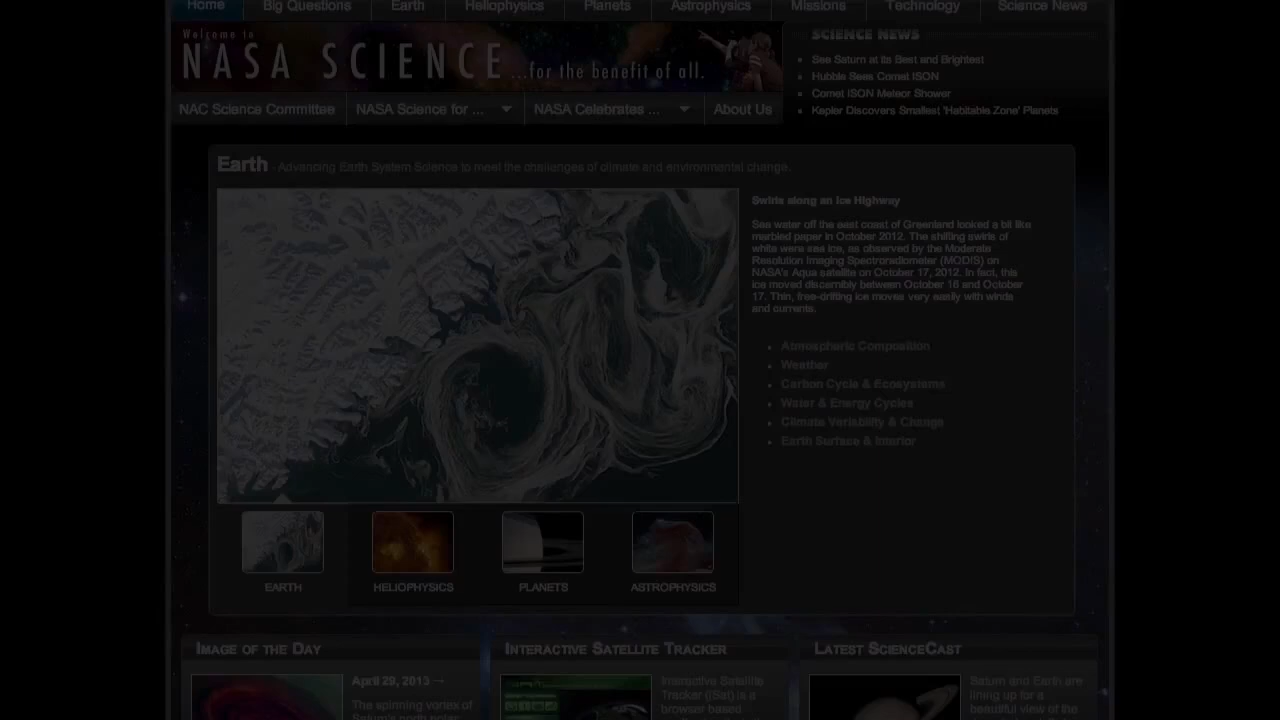 Home Big Questions Earth Heliophysics Planets Astrophysics Missions Technology Science News
Welcome to
NASA SCIENCE ...for the benefit of all.
SCIENCE NEWS
See Saturn at its Best and Brightest
Hubble Sees Comet ISON
Comet ISON Meteor Shower
Kepler Discovers Smallest 'Habitable Zone' Planets
NAC Science Committee NASA Science for ... NASA Celebrates ... About Us
Earth - Advancing Earth System Science to meet the challenges of climate and environmental change.
Swirls along an Ice Highway
Sea water off the east coast of Greenland looked a bit like
marbled paper in October 2012. The shifting swirls of
white were sea ice, as observed by the Moderate
Resolution Imaging Spectroradiometer (MODIS) on
NASA's Aqua satellite on October 17, 2012. In fact, this
ice moved discernibly between October 16 and October
17. Thin, free-drifting ice moves very easily with winds
and currents.
Atmospheric Composition
Weather
Carbon Cycle & Ecosystems
Water & Energy Cycles
Climate Variability & Change
Earth Surface & Interior
EARTH HELIOPHYSICS PLANETS ASTROPHYSICS
IMAGE OF THE DAY
April 29, 2013 →
The spinning vortex of
Saturn's north polar
INTERACTIVE SATELLITE TRACKER
Interactive Satellite
Tracker (iSat) is a
browser based
LATEST SCIENCECAST
Saturn and Earth are
lining up for a
beautiful view of the